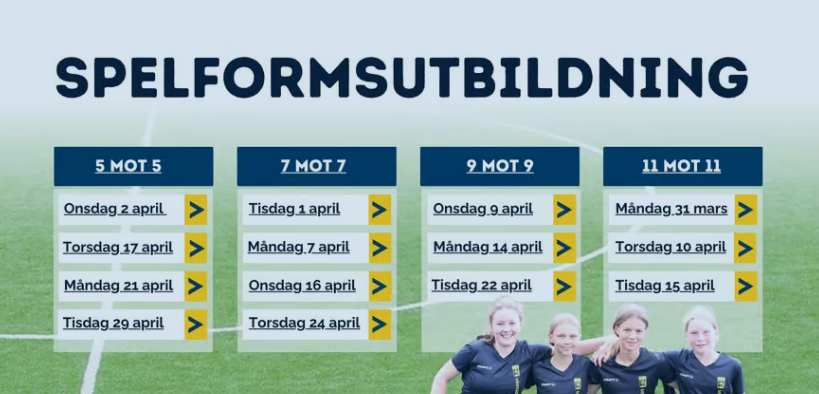 SPELFORMSUTBILDNING
5 MOT 5
Onsdag 2 april
Torsdag 17 april
Måndag 21 april
Tisdag 29 april
7 MOT 7
Tisdag 1 april
Måndag 7 april
Onsdag 16 april
Torsdag 24 april
9 MOT 9
Onsdag 9 april
Måndag 14 april
Tisdag 22 april
11 MOT 11
Måndag 31 mars
Torsdag 10 april
Tisdag 15 april